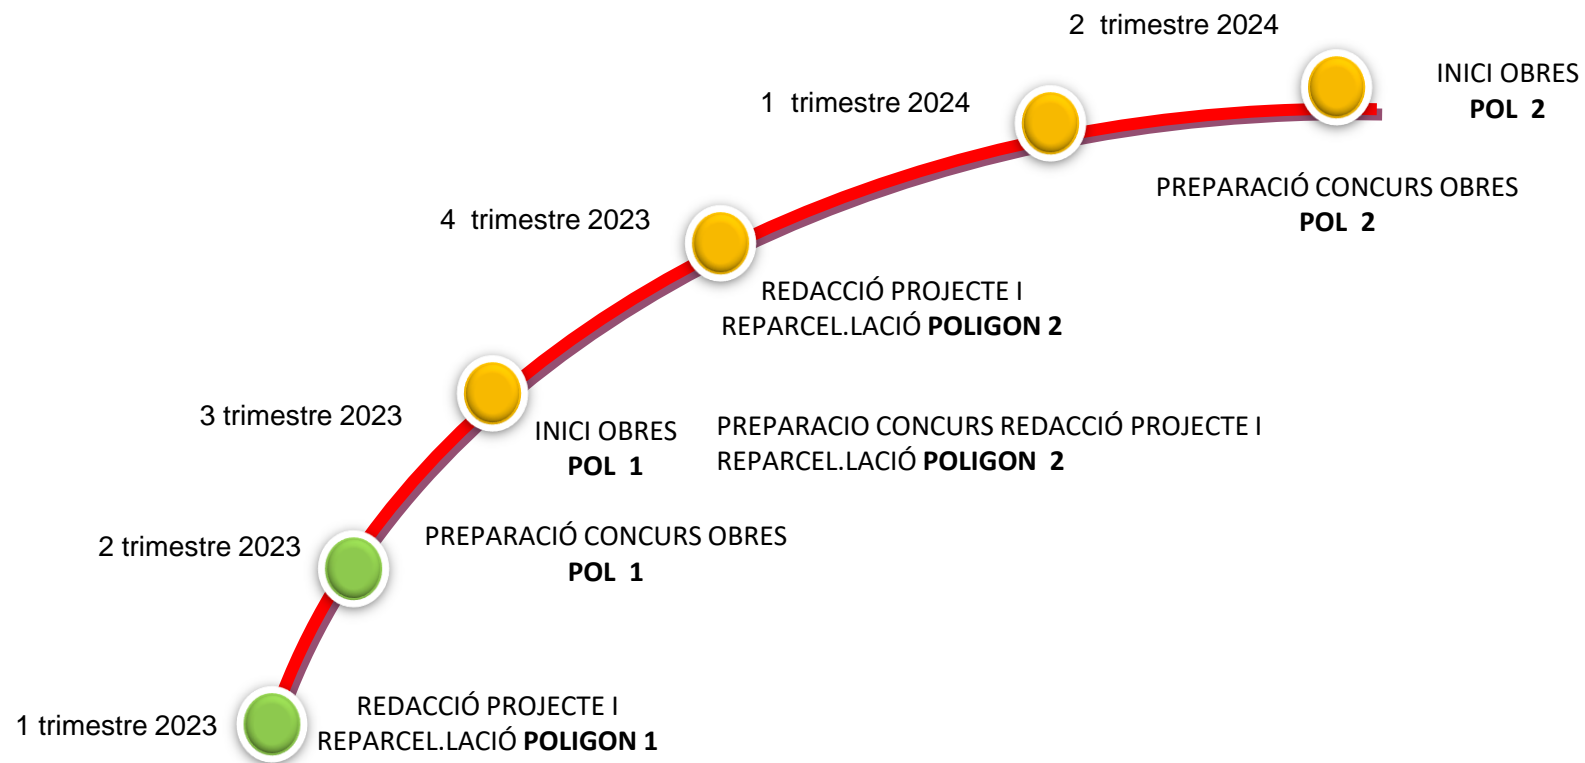 2 trimestre 2024
INICI OBRES
POL 2
1 trimestre 2024
PREPARACIÓ CONCURS OBRES
POL 2
4 trimestre 2023
REDACCIÓ PROJECTE I
REPARCEL.LACIÓ POLIGON 2
3 trimestre 2023
INICI OBRES
POL 1
PREPARACIO CONCURS REDACCIÓ PROJECTE I
REPARCEL.LACIÓ POLIGON 2
2 trimestre 2023
PREPARACIÓ CONCURS OBRES
POL 1
1 trimestre 2023
REDACCIÓ PROJECTE I
REPARCEL.LACIÓ POLIGON 1